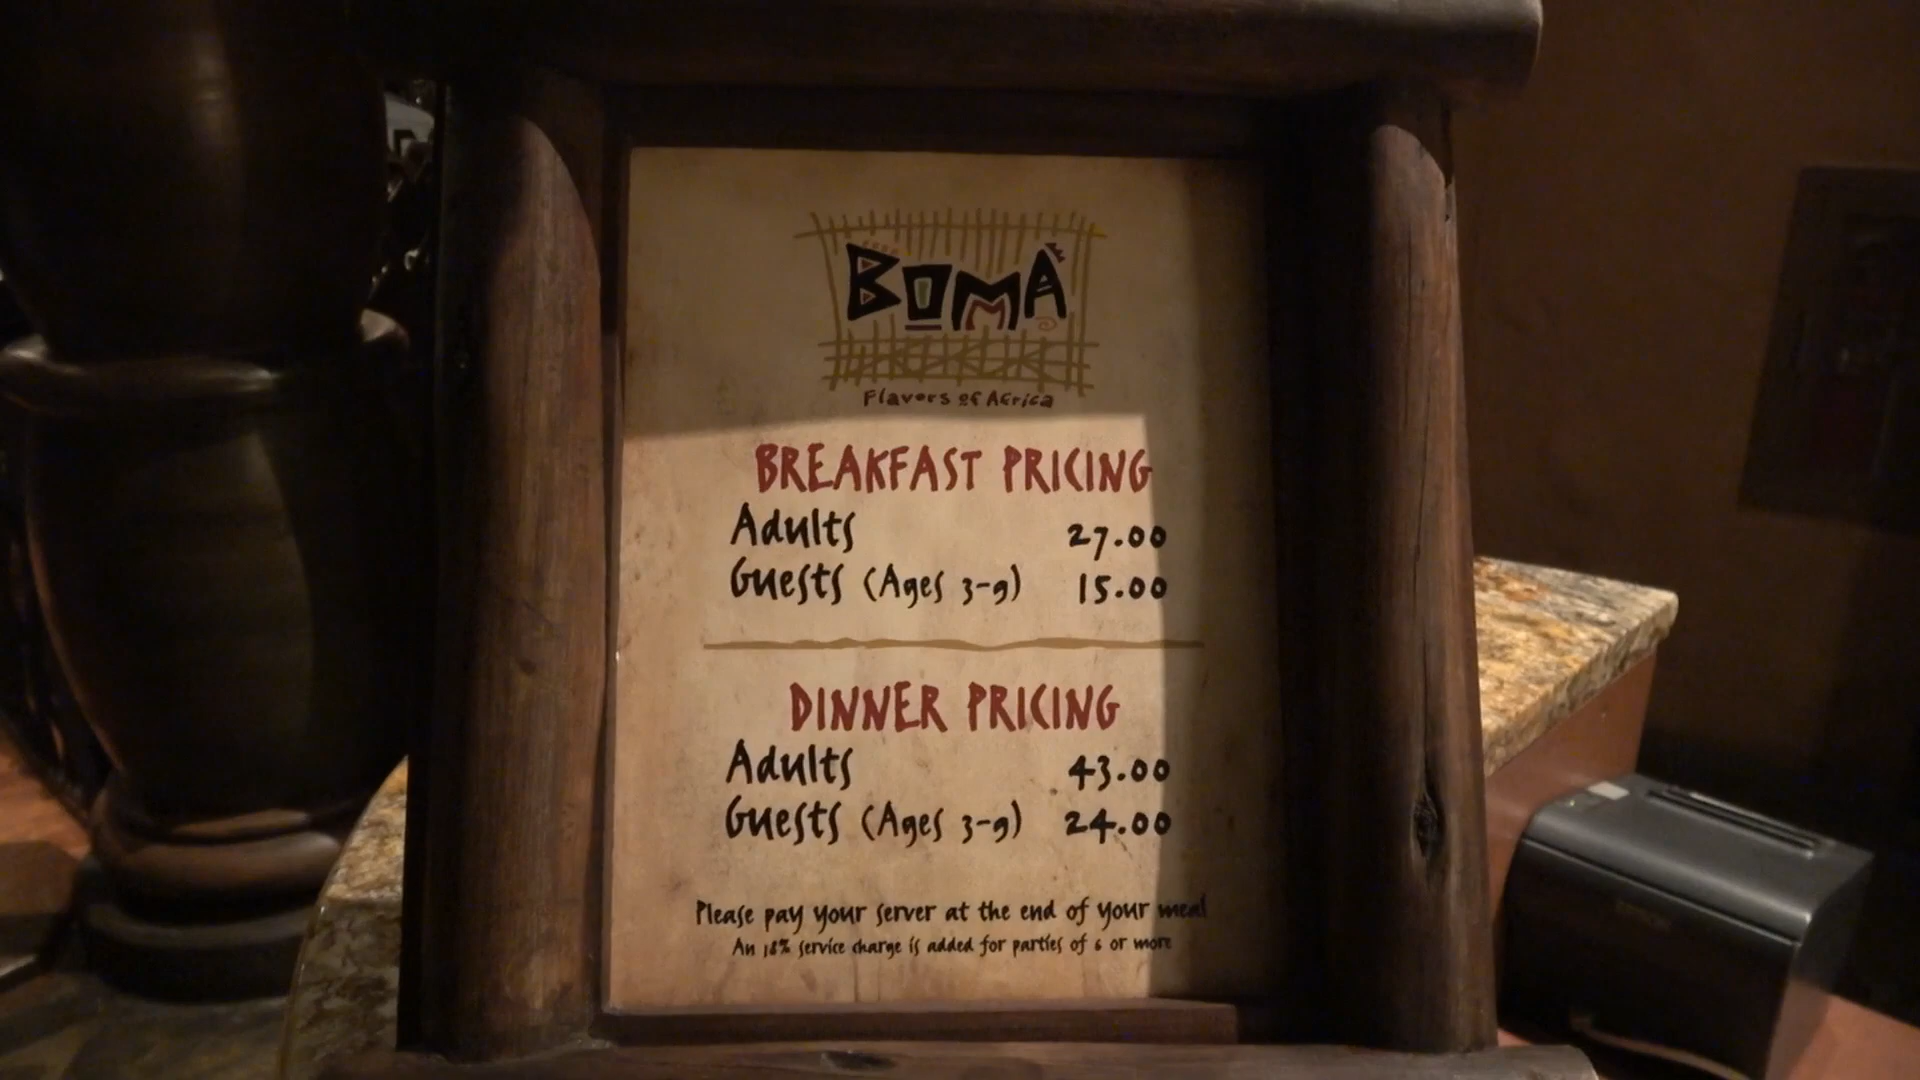 BOMA
Flavors of Africa
BREAKFAST PRICING
Adults 27.00
Guests (Ages 3-9) 15.00
DINNER PRICING
Adults 43.00
Guests (Ages 3-9) 24.00
Please pay your server at the end of your meal
An 18% service charge is added for parties of 6 or more